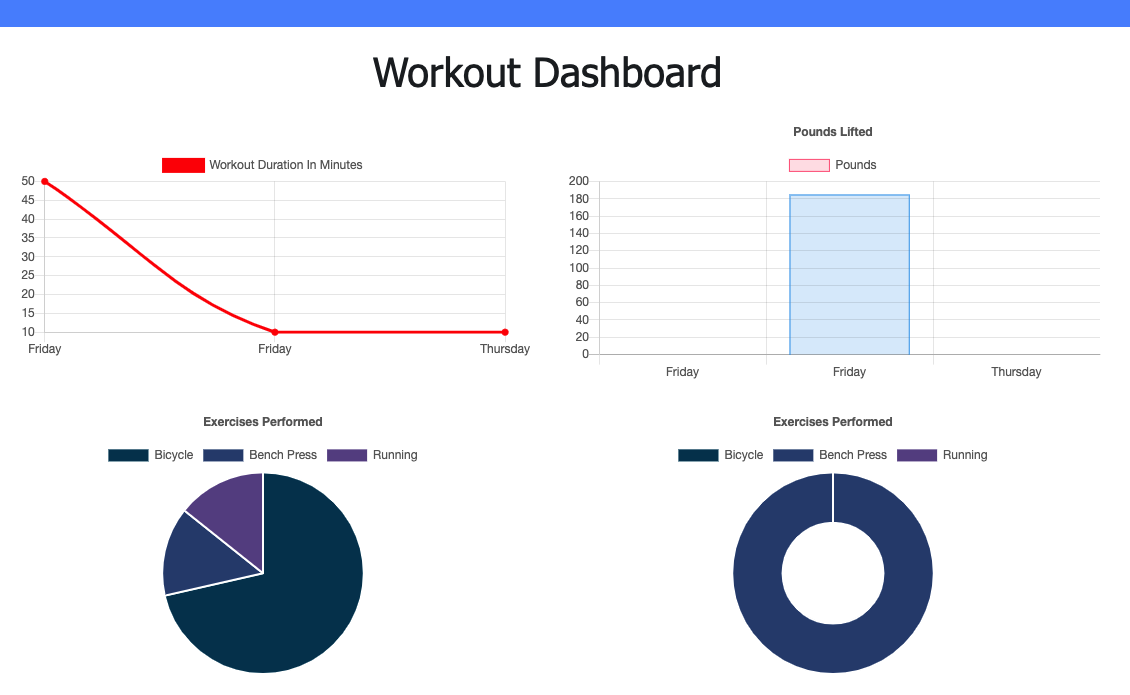 Workout Dashboard
Workout Duration In Minutes
50
45
40
35
30
25
20
15
10
Friday Friday Thursday
Pounds Lifted
Pounds
200
180
160
140
120
100
80
60
40
20
0
Friday Friday Thursday
Exercises Performed
Bicycle Bench Press Running
Exercises Performed
Bicycle Bench Press Running